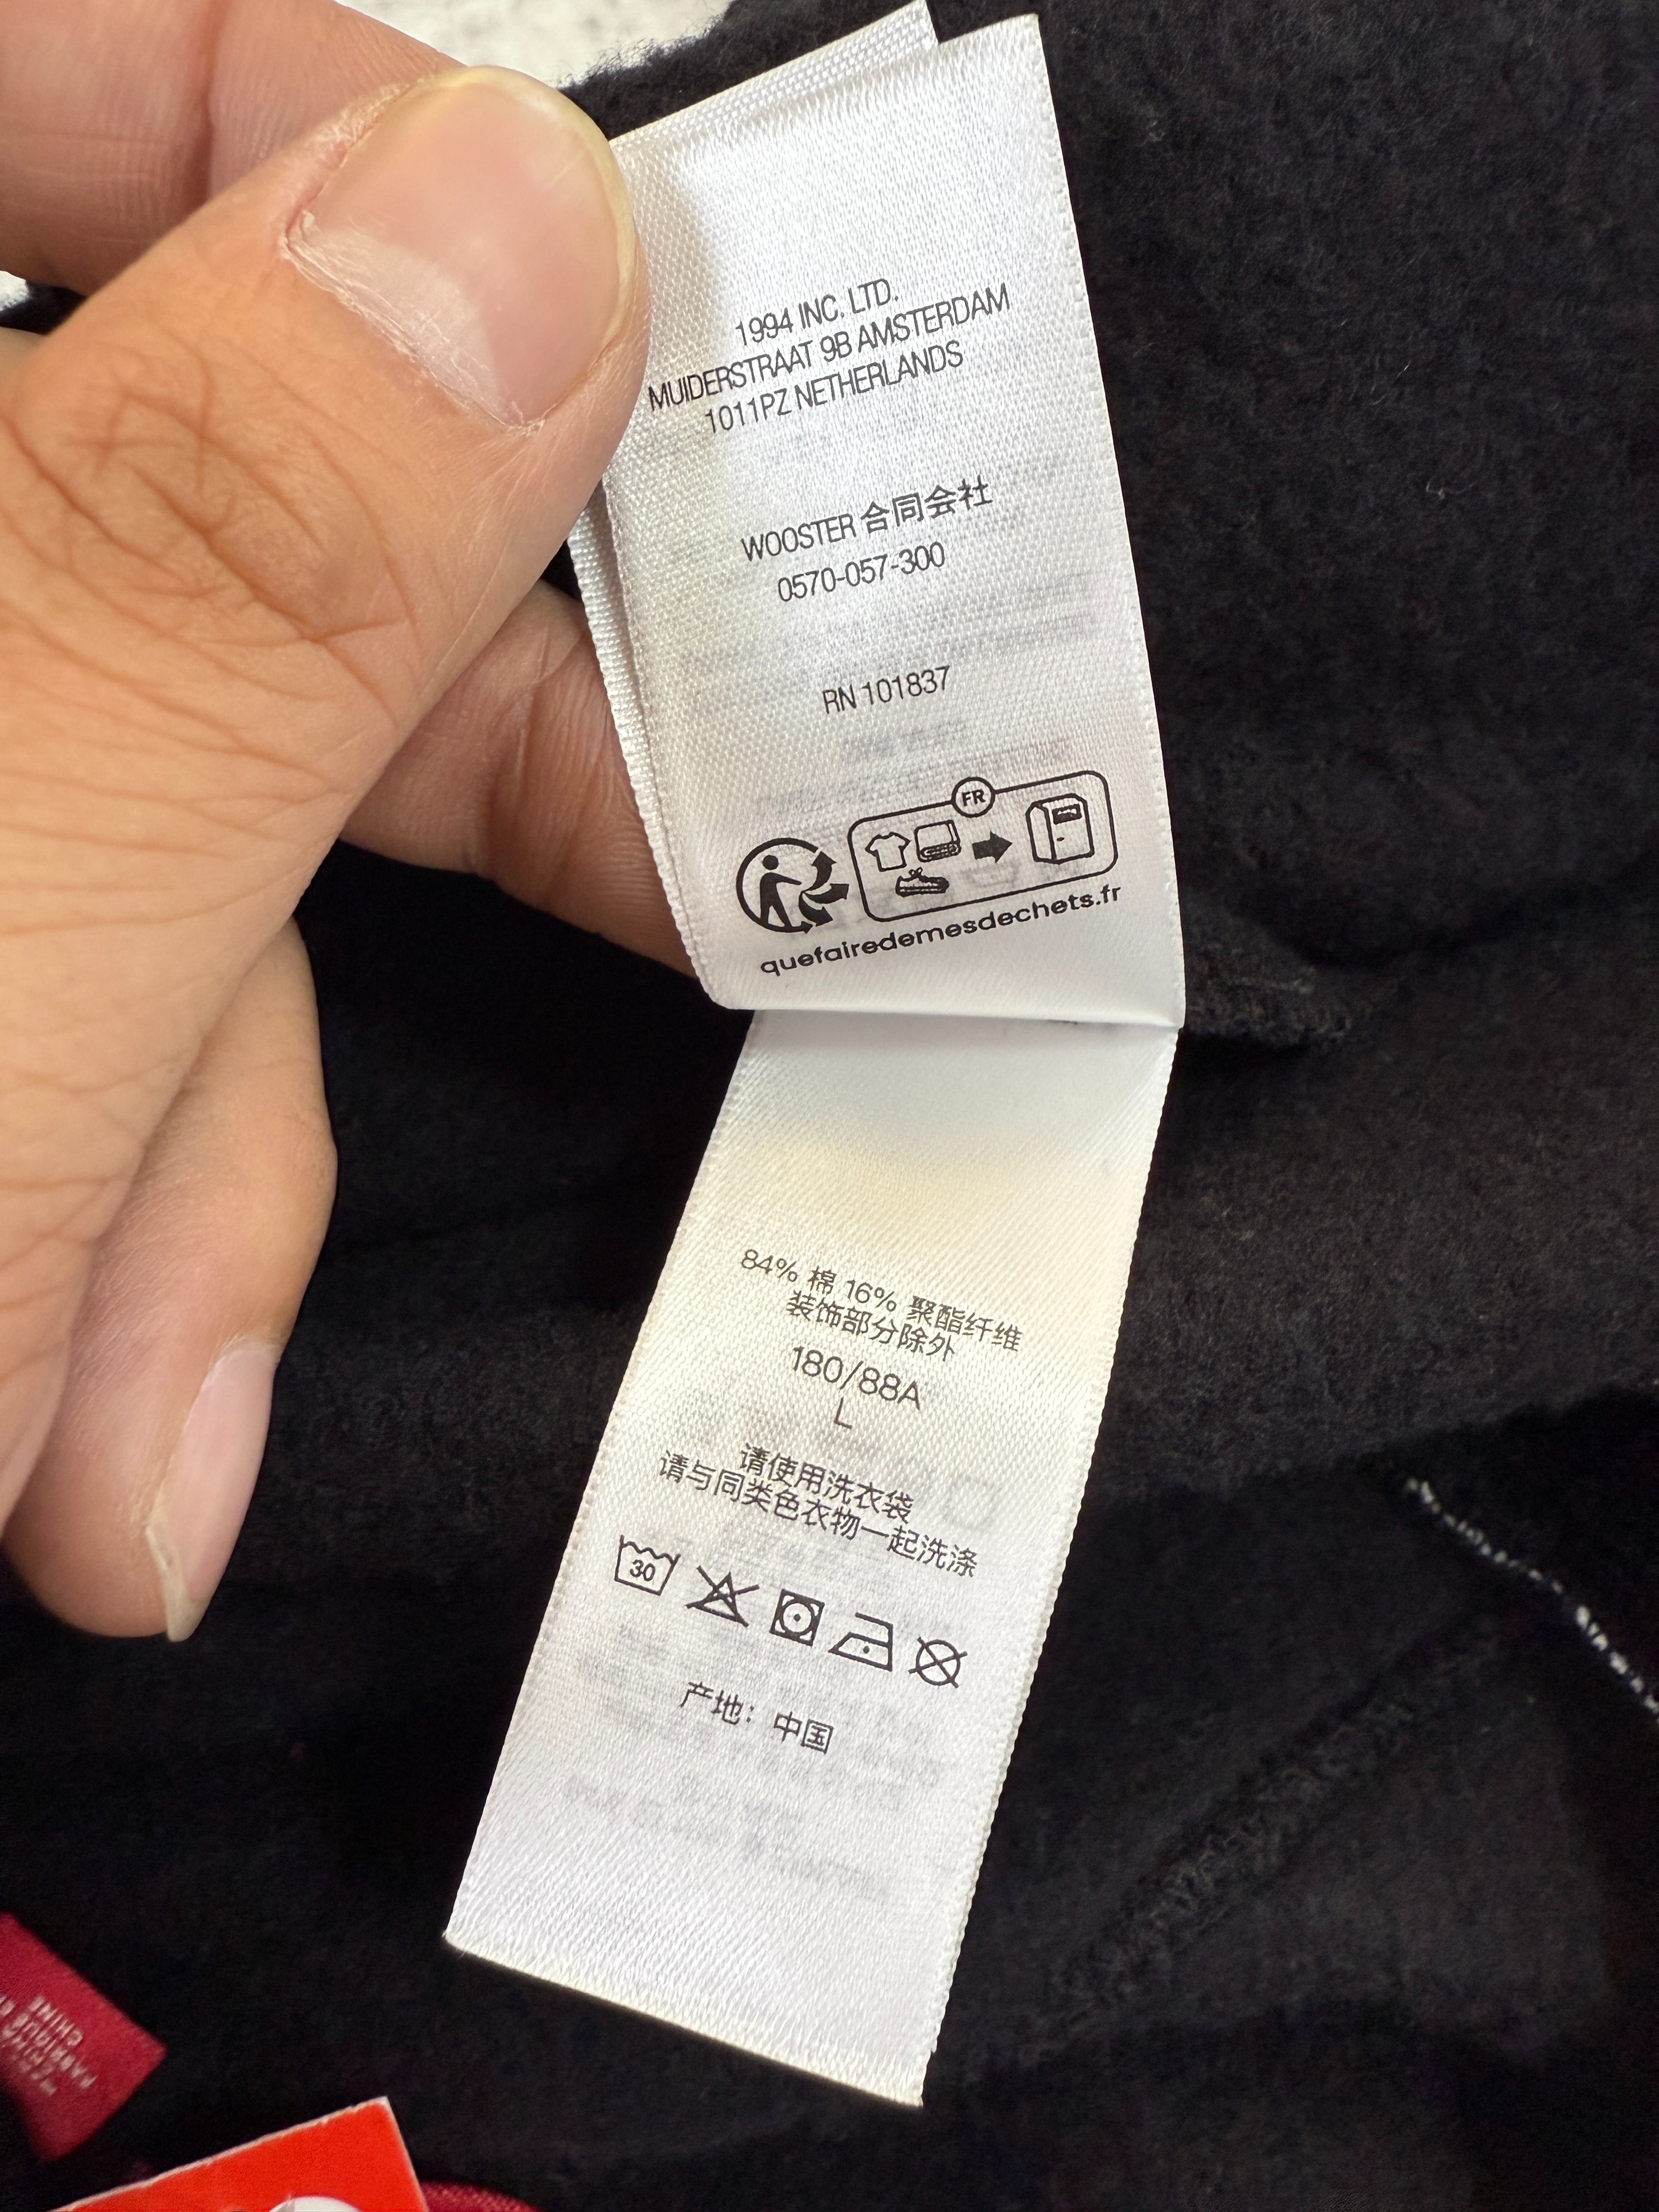 1994 INC. LTD.
MUIDERSTRAAT 9B AMSTERDAM
1011PZ NETHERLANDS
WOOSTER 合同会社
0570-057-300
RN 101837
FR
quefairedemesdechets.fr
84% 棉 16% 聚酯纤维
装饰部分除外
180/88A
L
请使用洗衣袋
请与同类色衣物一起洗涤
30
产地：中国
CHINE